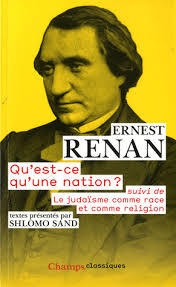 ERNEST
RENAN
Qu'est-ce
qu'une nation ?
suivi de
Le judaïsme comme race
et comme religion
textes présentés par
SHLOMO SAND
Champs classiques